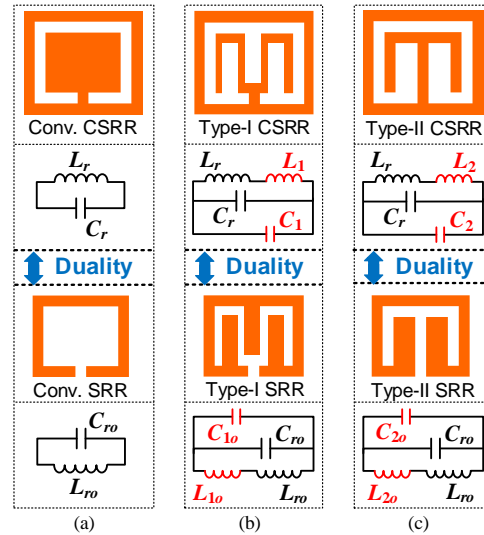 Conv. CSRR
Type-I CSRR
Type-II CSRR
Lr
Cr
Lr
L1
Cr
C1
Lr
L2
Cr
C2
Duality
Duality
Duality
Conv. SRR
Type-I SRR
Type-II SRR
Cro
Lro
C1o
Cro
L1o
Lro
C2o
Cro
L2o
Lro
(a)
(b)
(c)